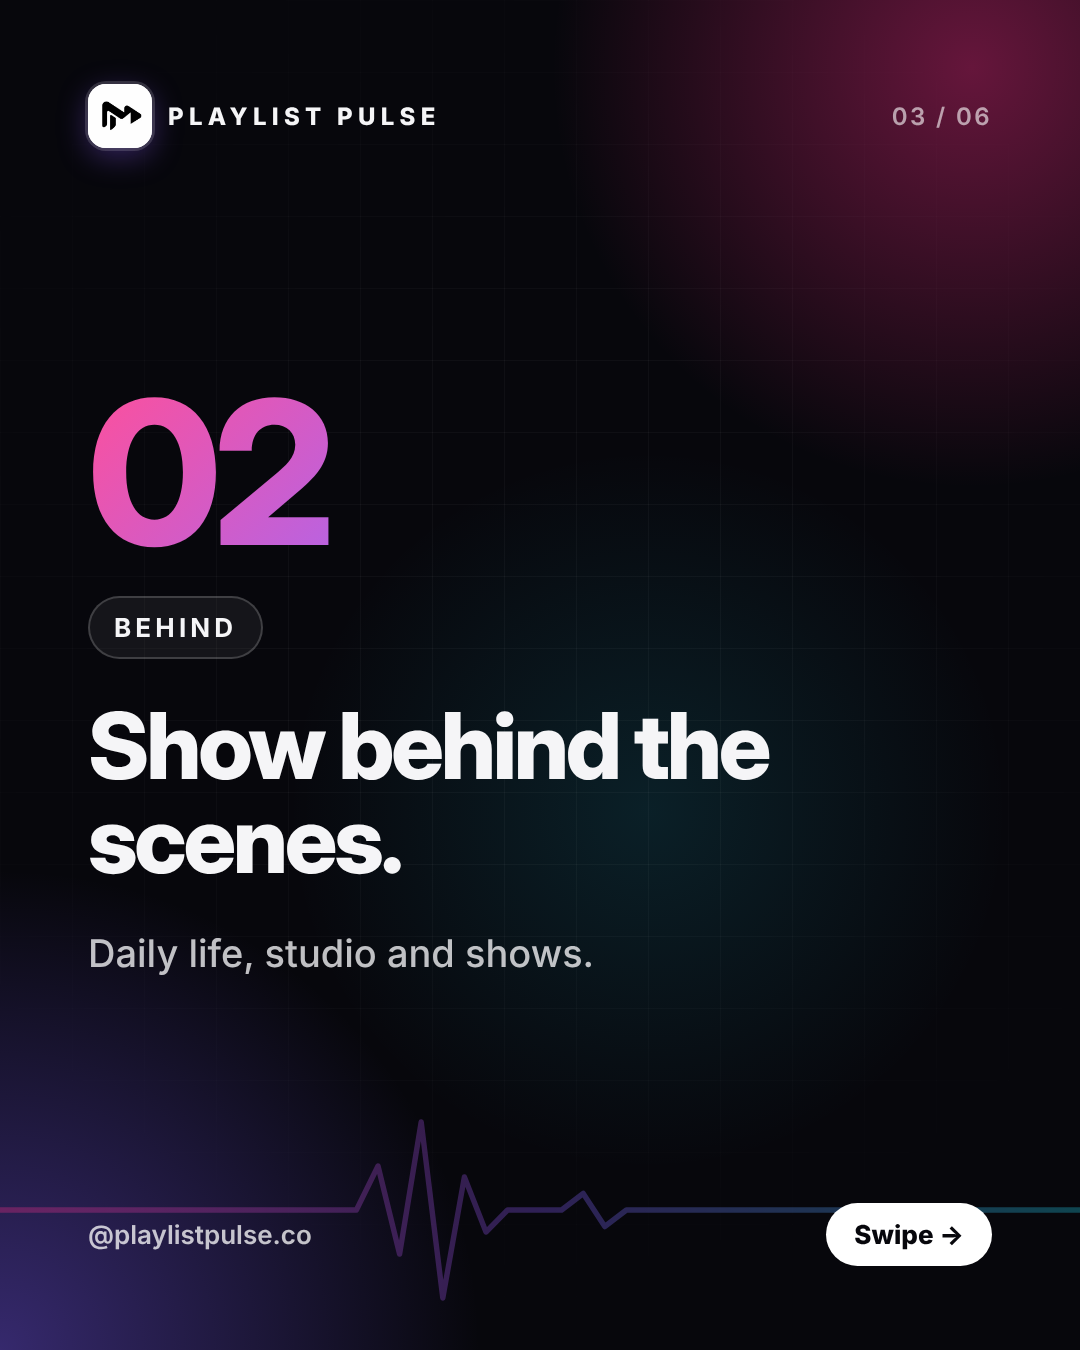 PLAYLIST PULSE
03 / 06
02
BEHIND
Show behind the
scenes.
Daily life, studio and shows.
@playlistpulse.co
Swipe →